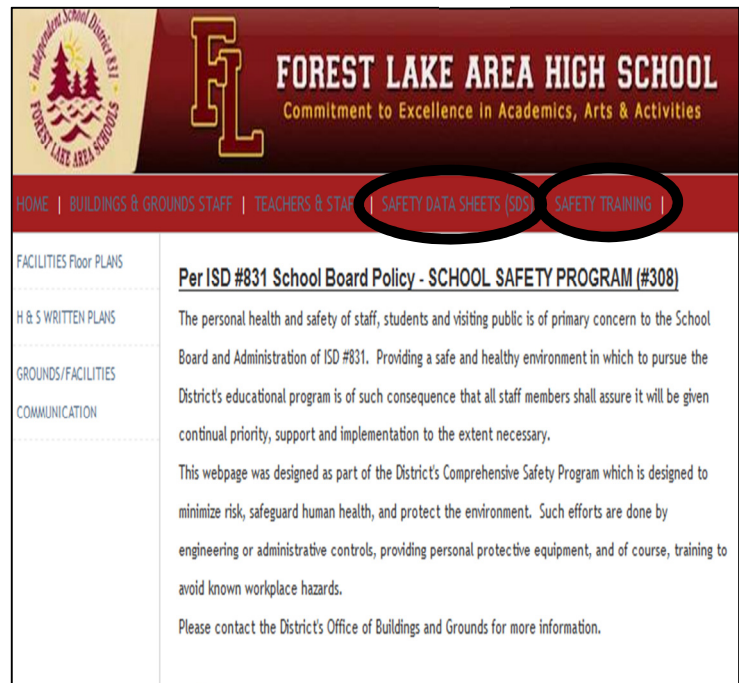 Independent School District 831
FOREST LAKE AREA SCHOOLS
FL
FOREST LAKE AREA HIGH SCHOOL
Commitment to Excellence in Academics, Arts & Activities
HOME | BUILDINGS & GROUNDS STAFF | TEACHERS & STAFF | SAFETY DATA SHEETS (SDS) | SAFETY TRAINING |
FACILITIES Floor PLANS
H & S WRITTEN PLANS
GROUNDS/FACILITIES
COMMUNICATION
Per ISD #831 School Board Policy - SCHOOL SAFETY PROGRAM (#308)
The personal health and safety of staff, students and visiting public is of primary concern to the School
Board and Administration of ISD #831. Providing a safe and healthy environment in which to pursue the
District's educational program is of such consequence that all staff members shall assure it will be given
continual priority, support and implementation to the extent necessary.
This webpage was designed as part of the District's Comprehensive Safety Program which is designed to
minimize risk, safeguard human health, and protect the environment. Such efforts are done by
engineering or administrative controls, providing personal protective equipment, and of course, training to
avoid known workplace hazards.
Please contact the District's Office of Buildings and Grounds for more information.